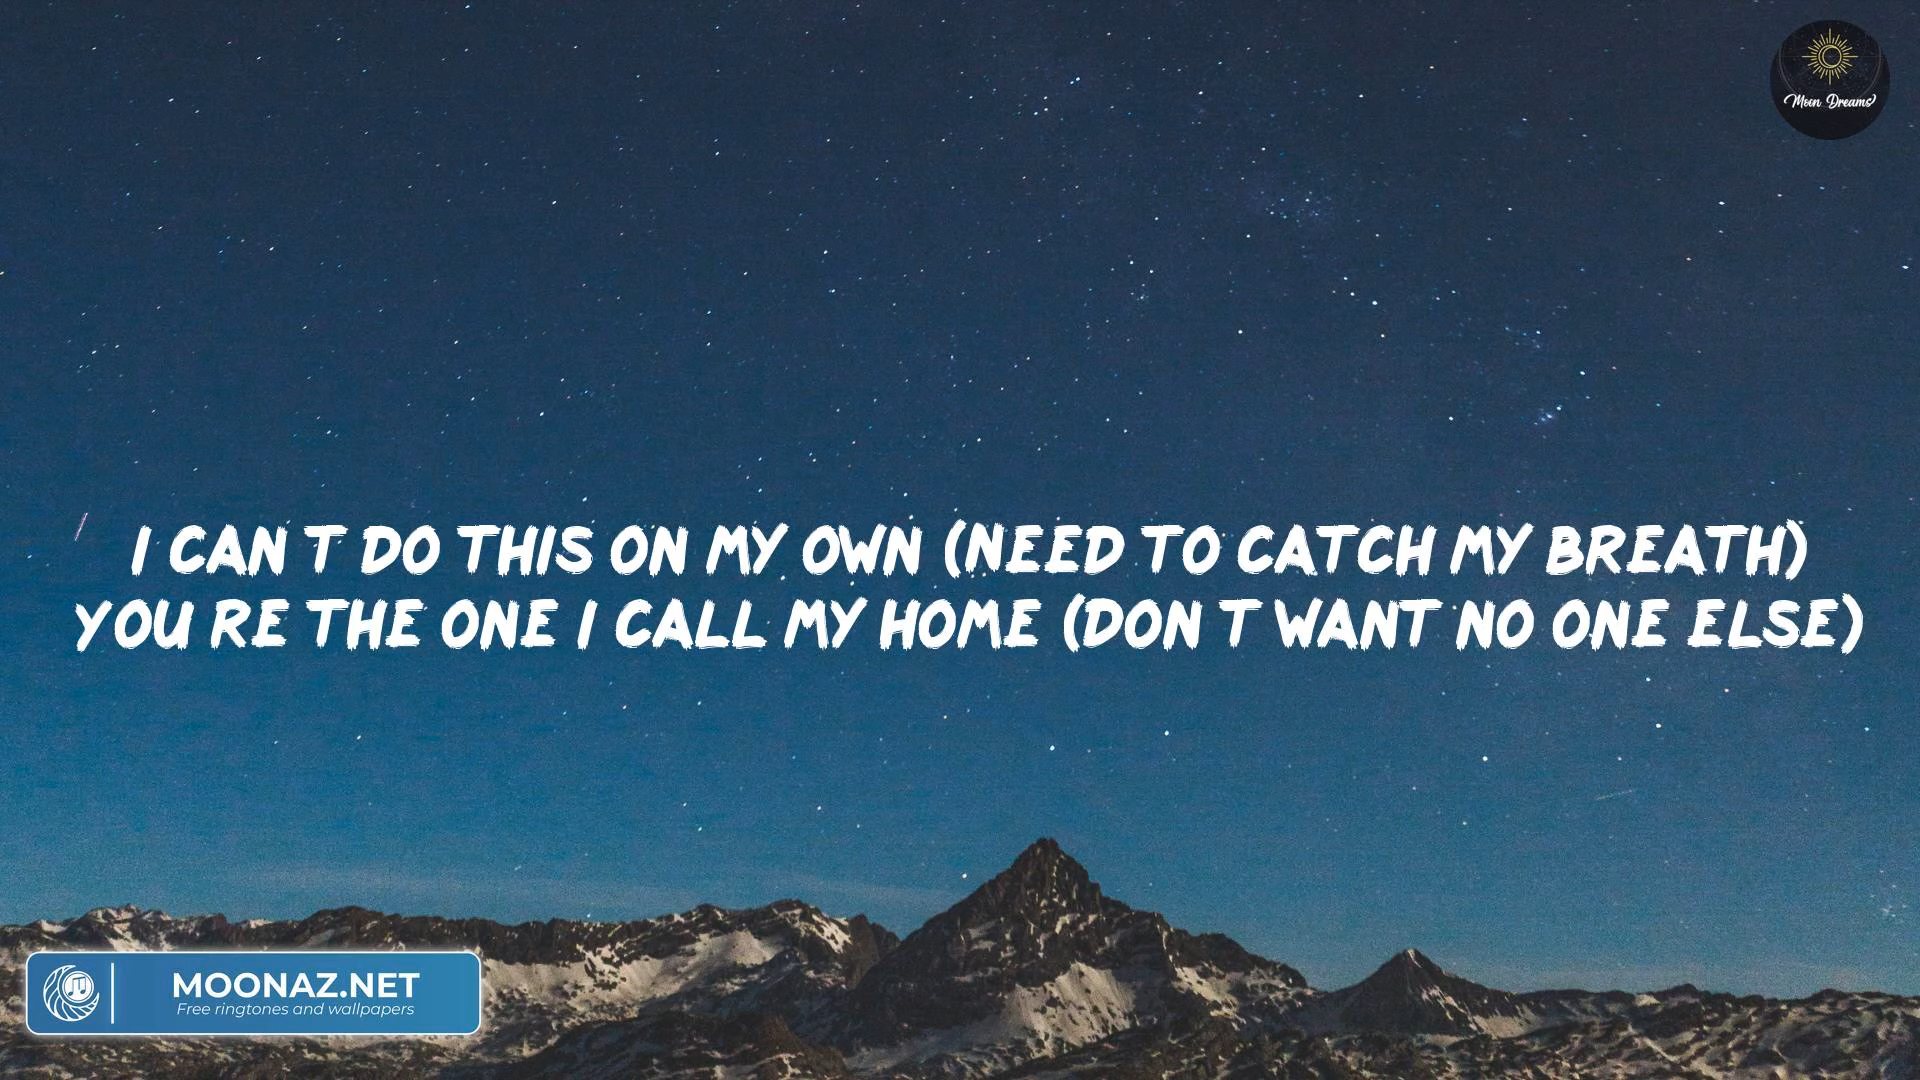 Moon Dreams
I CAN T DO THIS ON MY OWN (NEED TO CATCH MY BREATH)
YOU RE THE ONE I CALL MY HOME (DON T WANT NO ONE ELSE)
MOONAZ.NET
Free ringtones and wallpapers